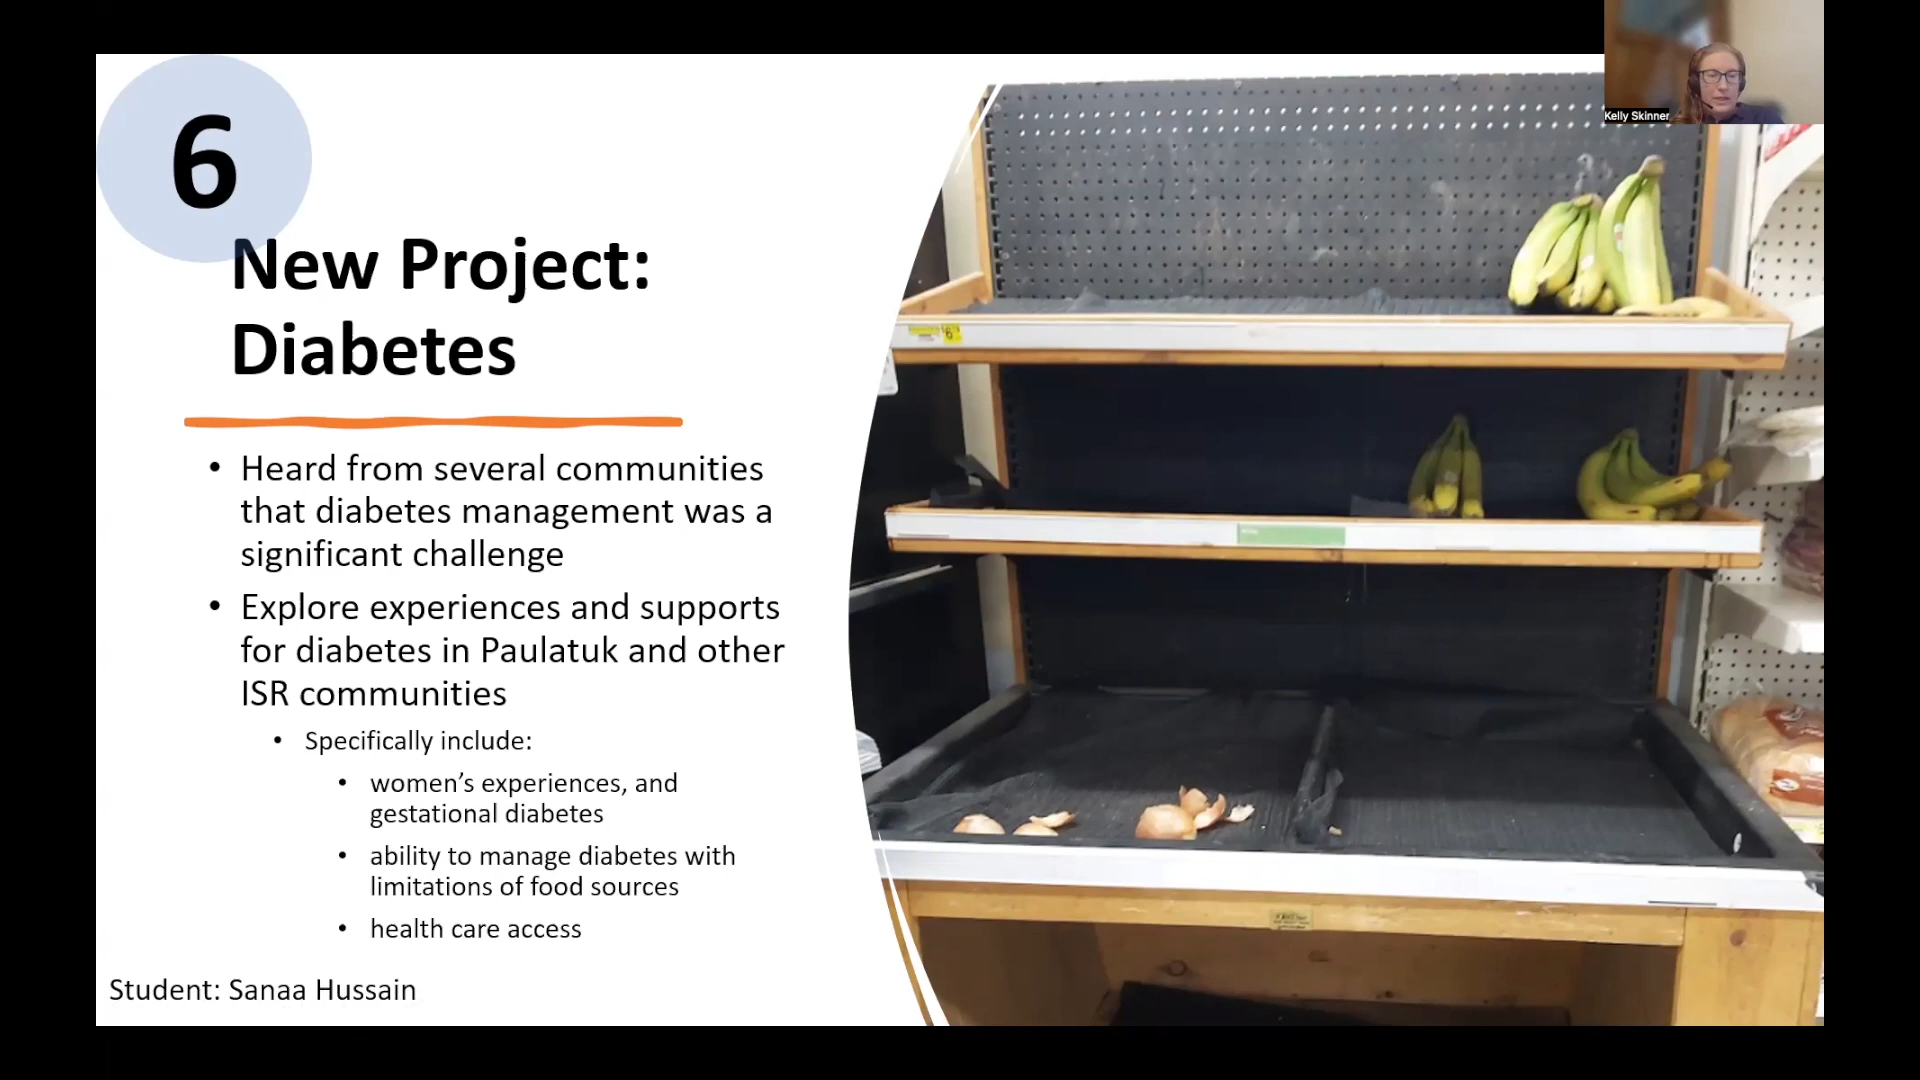 Kelly Skinner
6
New Project:
Diabetes
• Heard from several communities
that diabetes management was a
significant challenge
• Explore experiences and supports
for diabetes in Paulatuk and other
ISR communities
• Specifically include:
• women's experiences, and
gestational diabetes
• ability to manage diabetes with
limitations of food sources
• health care access
Student: Sanaa Hussain